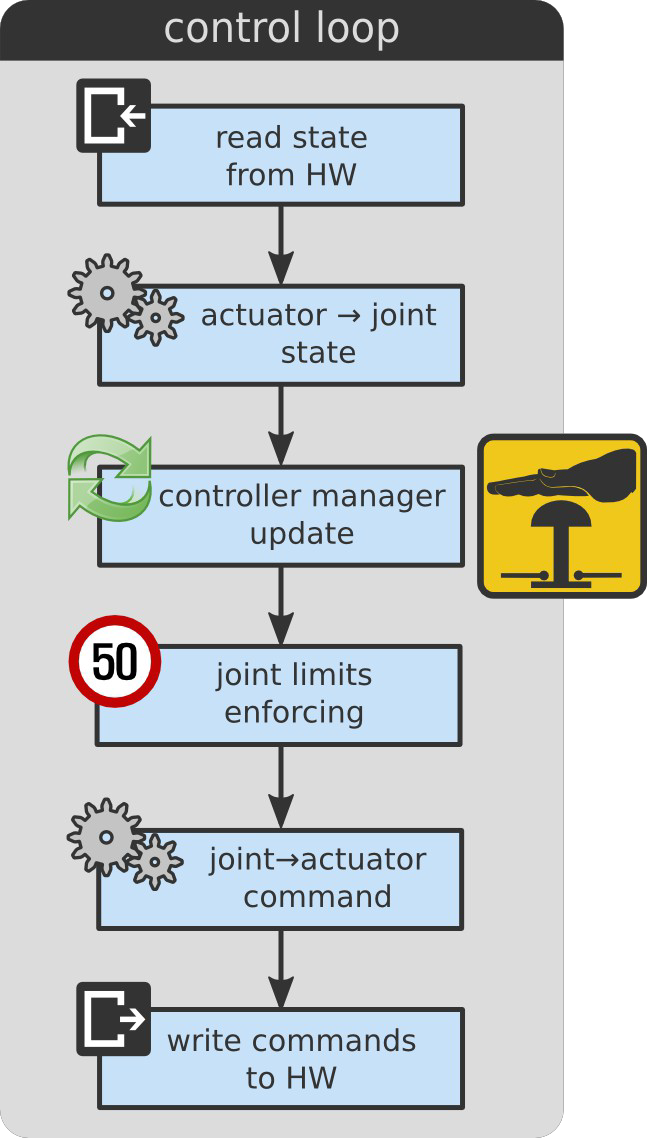 control loop
read state
from HW
actuator → joint
state
controller manager
update
50
joint limits
enforcing
joint→actuator
command
write commands
to HW